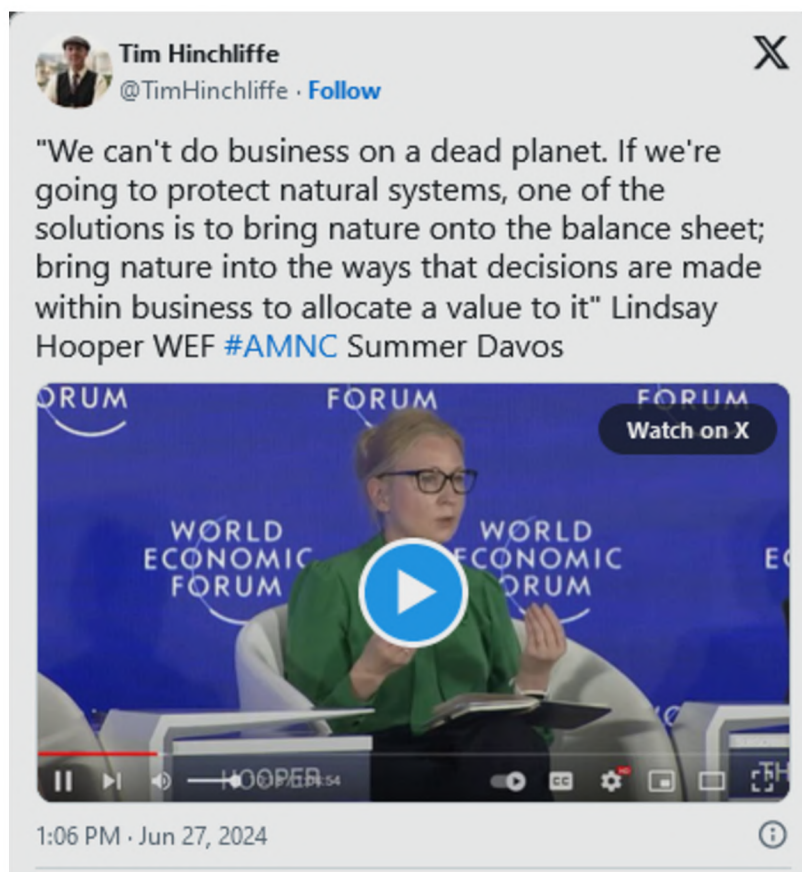 Tim Hinchliffe
@TimHinchliffe · Follow
"We can't do business on a dead planet. If we're
going to protect natural systems, one of the
solutions is to bring nature onto the balance sheet;
bring nature into the ways that decisions are made
within business to allocate a value to it" Lindsay
Hooper WEF #AMNC Summer Davos
ORUM
FORUM
FORUM
Watch on X
WORLD
ECONOMIC
FORUM
WORLD
ECONOMIC
FORUM
HOOPER
CC
HD
1:06 PM · Jun 27, 2024